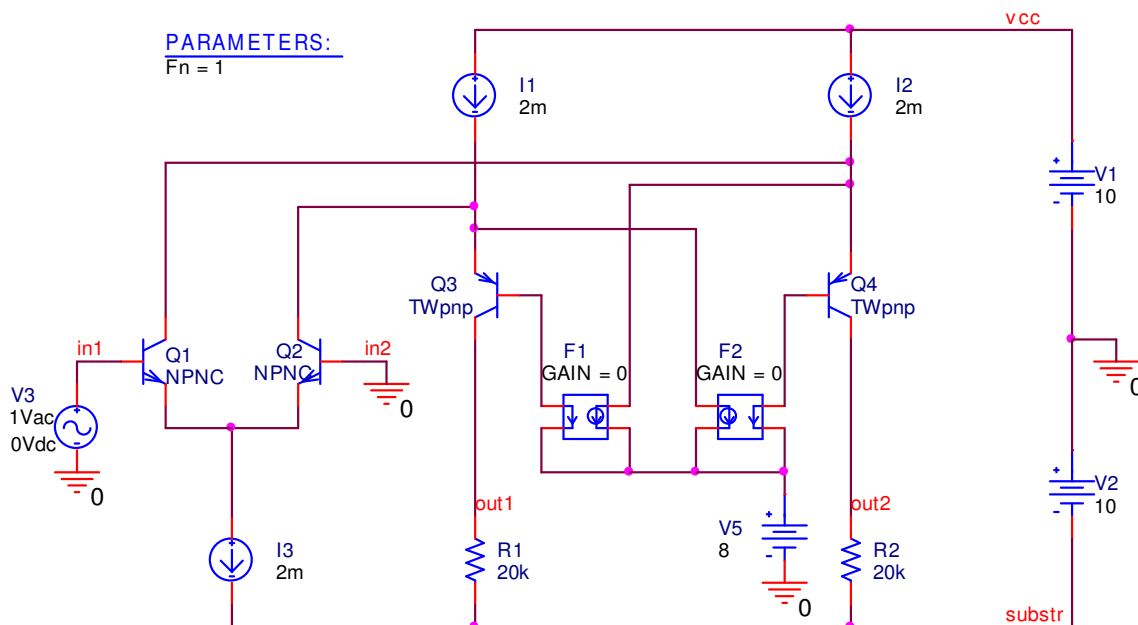 vcc
PARAMETERS:
Fn = 1
I1
2m
I2
2m
V1
10
Q3
TWpnp
Q4
TWpnp
in1
Q1
NPNC
Q2
NPNC
in2
0
0
F1
GAIN = 0
F2
GAIN = 0
V3
1Vac
0Vdc
0
out1
out2
V2
10
V5
8
I3
2m
R1
20k
R2
20k
0
substr